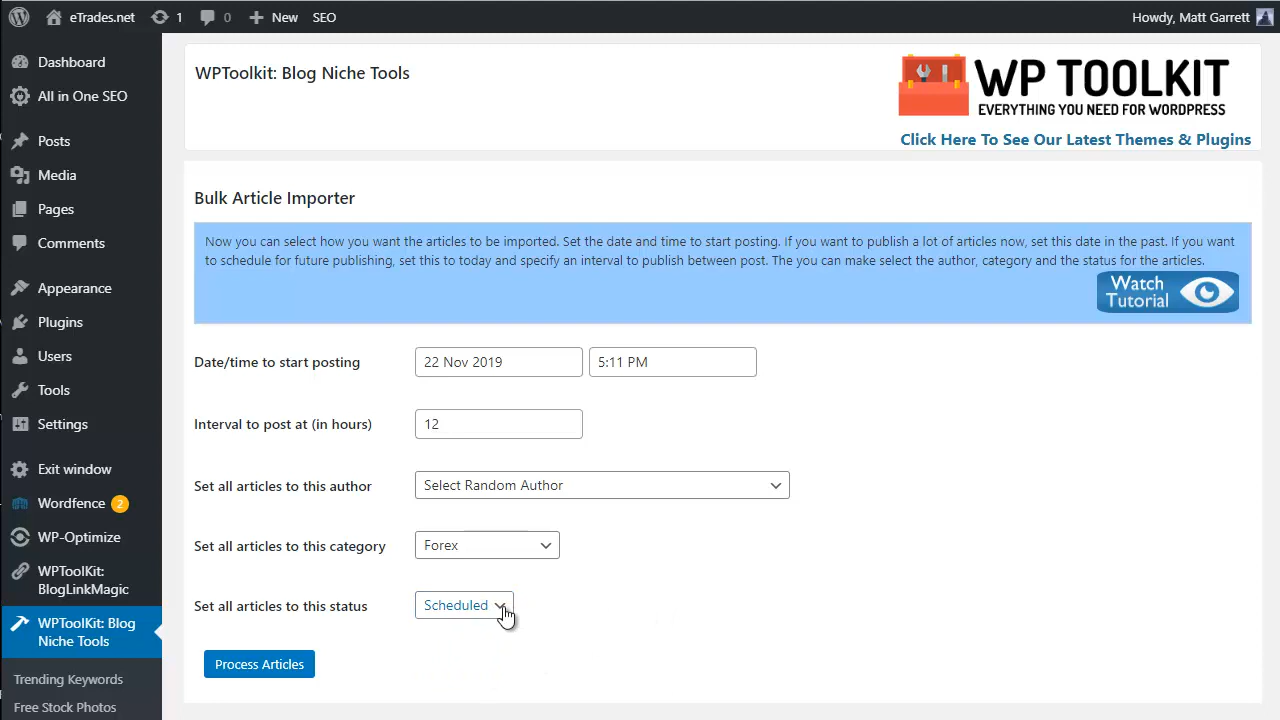 eTrades.net 1 0 New SEO Howdy, Matt Garrett
Dashboard
All in One SEO
Posts
Media
Pages
Comments
Appearance
Plugins
Users
Tools
Settings
Exit window
Wordfence 2
WP-Optimize
WPToolKit:
BlogLinkMagic
WPToolKit: Blog
Niche Tools
Trending Keywords
Free Stock Photos
WPToolkit: Blog Niche Tools
WP TOOLKIT
EVERYTHING YOU NEED FOR WORDPRESS
Click Here To See Our Latest Themes & Plugins
Bulk Article Importer
Now you can select how you want the articles to be imported. Set the date and time to start posting. If you want to publish a lot of articles now, set this date in the past. If you want
to schedule for future publishing, set this to today and specify an interval to publish between post. The you can make select the author, category and the status for the articles.
Watch
Tutorial
Date/time to start posting 22 Nov 2019 5:11 PM
Interval to post at (in hours) 12
Set all articles to this author Select Random Author
Set all articles to this category Forex
Set all articles to this status Scheduled
Process Articles